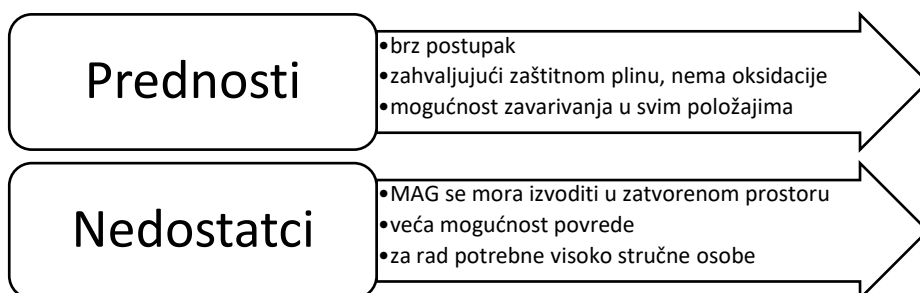 Prednosti
•brz postupak
•zahvaljujući zaštitnom plinu, nema oksidacije
•mogućnost zavarivanja u svim položajima
Nedostatci
•MAG se mora izvoditi u zatvorenom prostoru
•veća mogućnost povrede
•za rad potrebne visoko stručne osobe